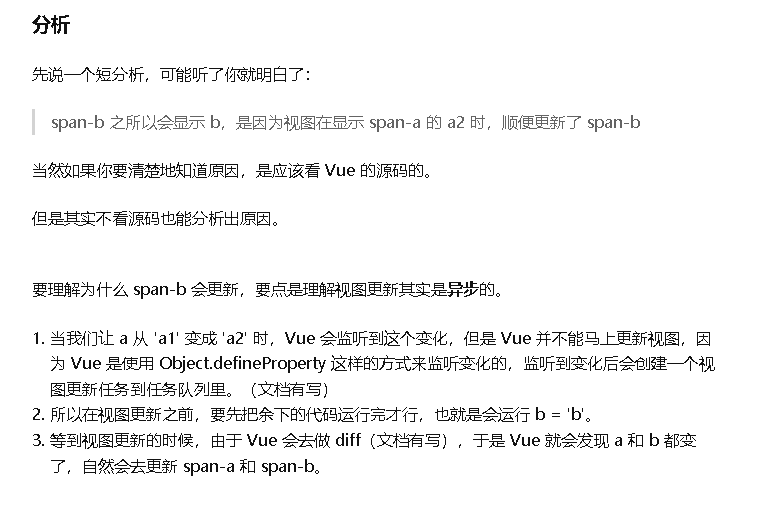 分析
先说一个短分析，可能听了你就明白了：
span-b 之所以会显示 b，是因为视图在显示 span-a 的 a2 时，顺便更新了 span-b
当然如果你要清楚地知道原因，是应该看 Vue 的源码的。
但是其实不看源码也能分析出原因。
要理解为什么 span-b 会更新，要点是理解视图更新其实是异步的。
1. 当我们让 a 从 'a1' 变成 'a2' 时，Vue 会监听到这个变化，但是 Vue 并不能马上更新视图，因
为 Vue 是使用 Object.defineProperty 这样的方式来监听变化的，监听到变化后会创建一个视
图更新任务到任务队列里。（文档有写）
2. 所以在视图更新之前，要先把余下的代码运行完才行，也就是会运行 b = 'b'。
3. 等到视图更新的时候，由于 Vue 会去做 diff（文档有写），于是 Vue 就会发现 a 和 b 都变
了，自然会去更新 span-a 和 span-b。